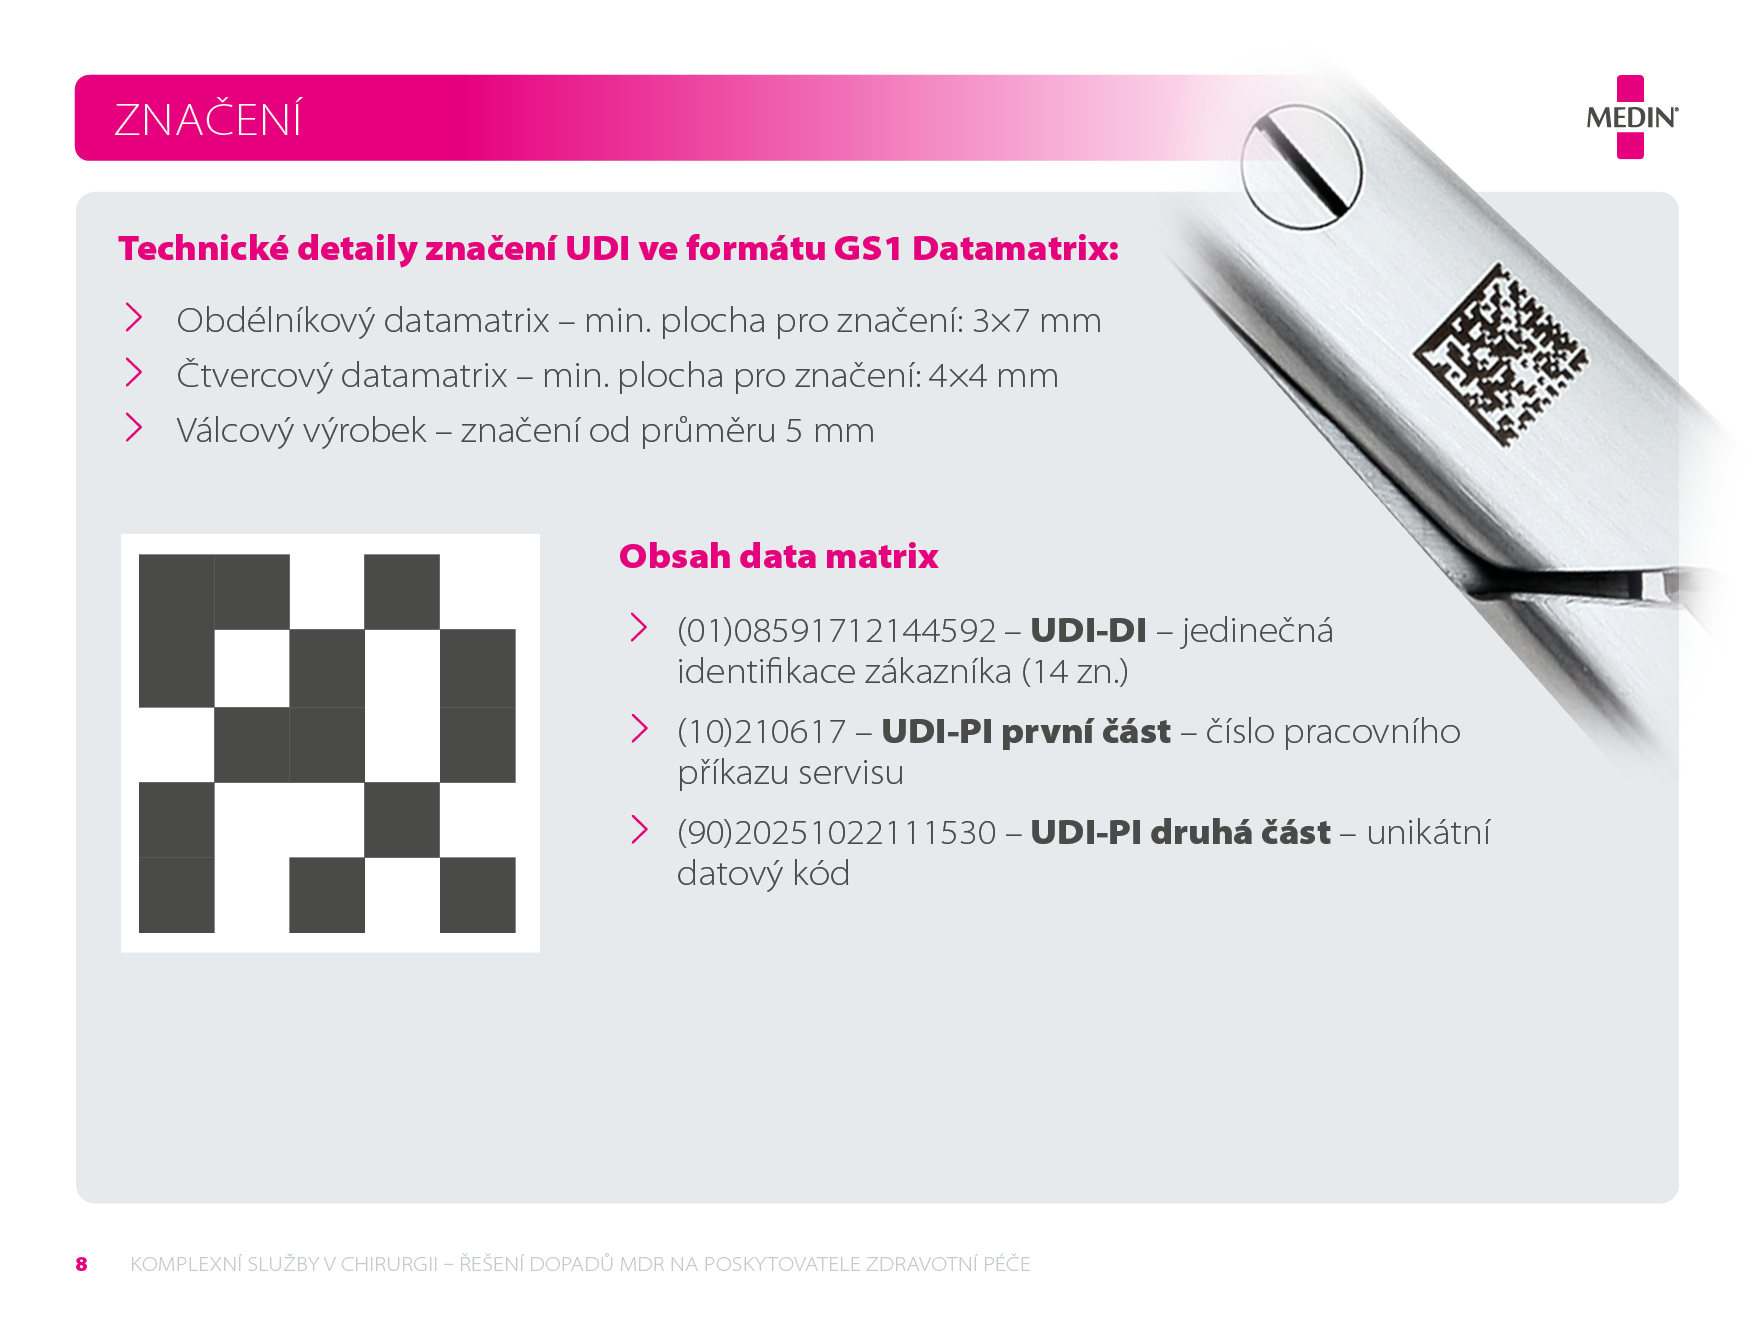 ZNAČENÍ
MEDIN®
Technické detaily značení UDI ve formátu GS1 Datamatrix:
Obdélníkový datamatrix – min. plocha pro značení: 3×7 mm
Čtvercový datamatrix – min. plocha pro značení: 4×4 mm
Válcový výrobek – značení od průměru 5 mm
Obsah data matrix
(01)08591712144592 – UDI-DI – jedinečná
identifikace zákazníka (14 zn.)
(10)210617 – UDI-PI první část – číslo pracovního
příkazu servisu
(90)20251022111530 – UDI-PI druhá část – unikátní
datový kód
8 KOMPLEXNÍ SLUŽBY V CHIRURGII – ŘEŠENÍ DOPADŮ MDR NA POSKYTOVATELE ZDRAVOTNÍ PÉČE